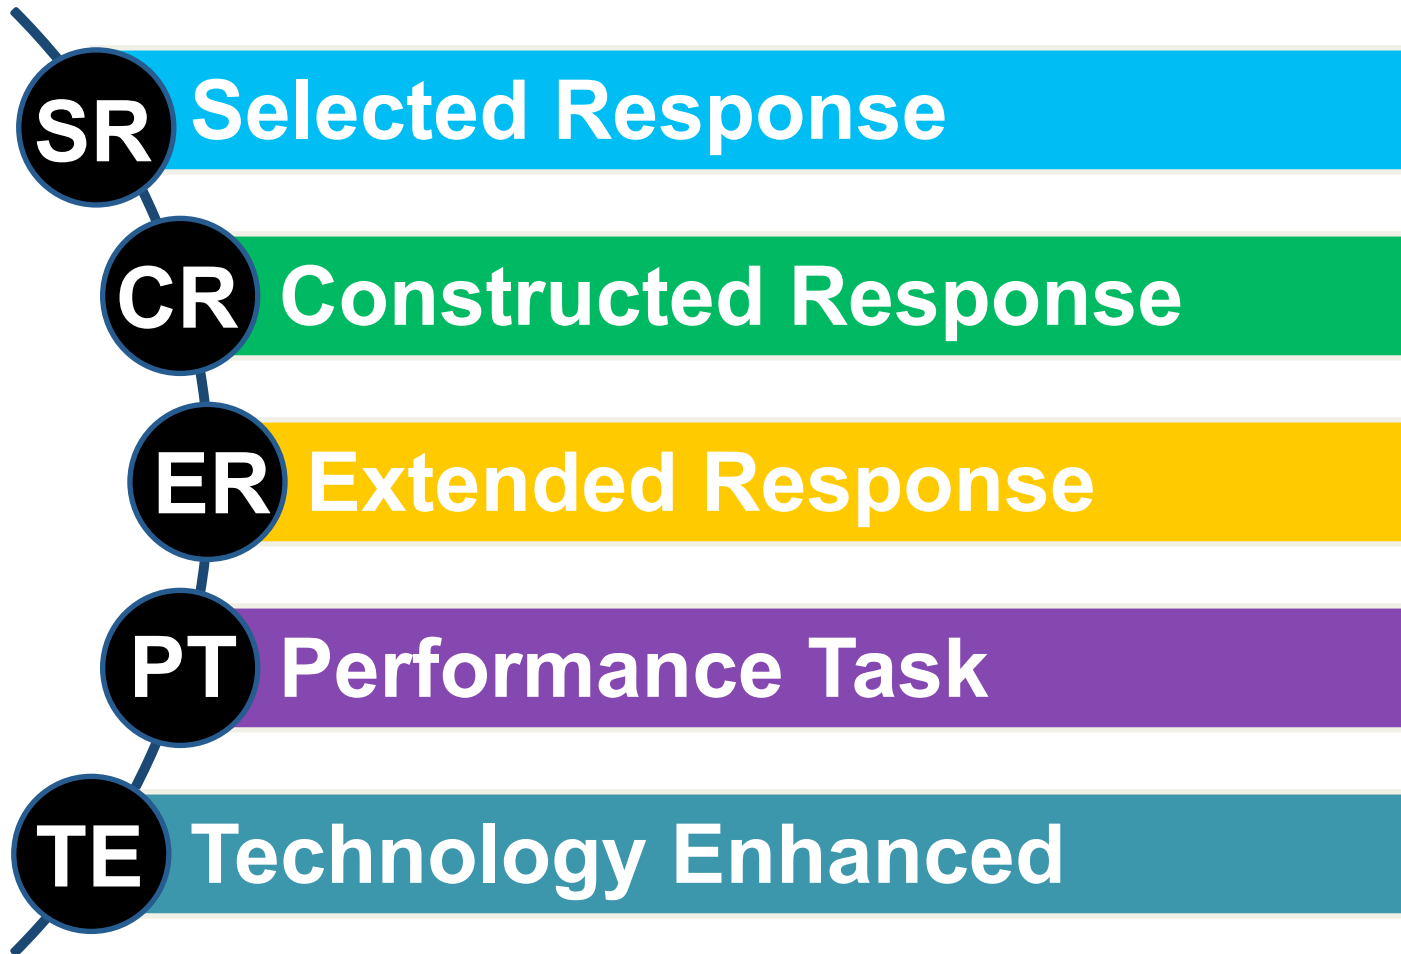 SR Selected Response
CR Constructed Response
ER Extended Response
PT Performance Task
TE Technology Enhanced